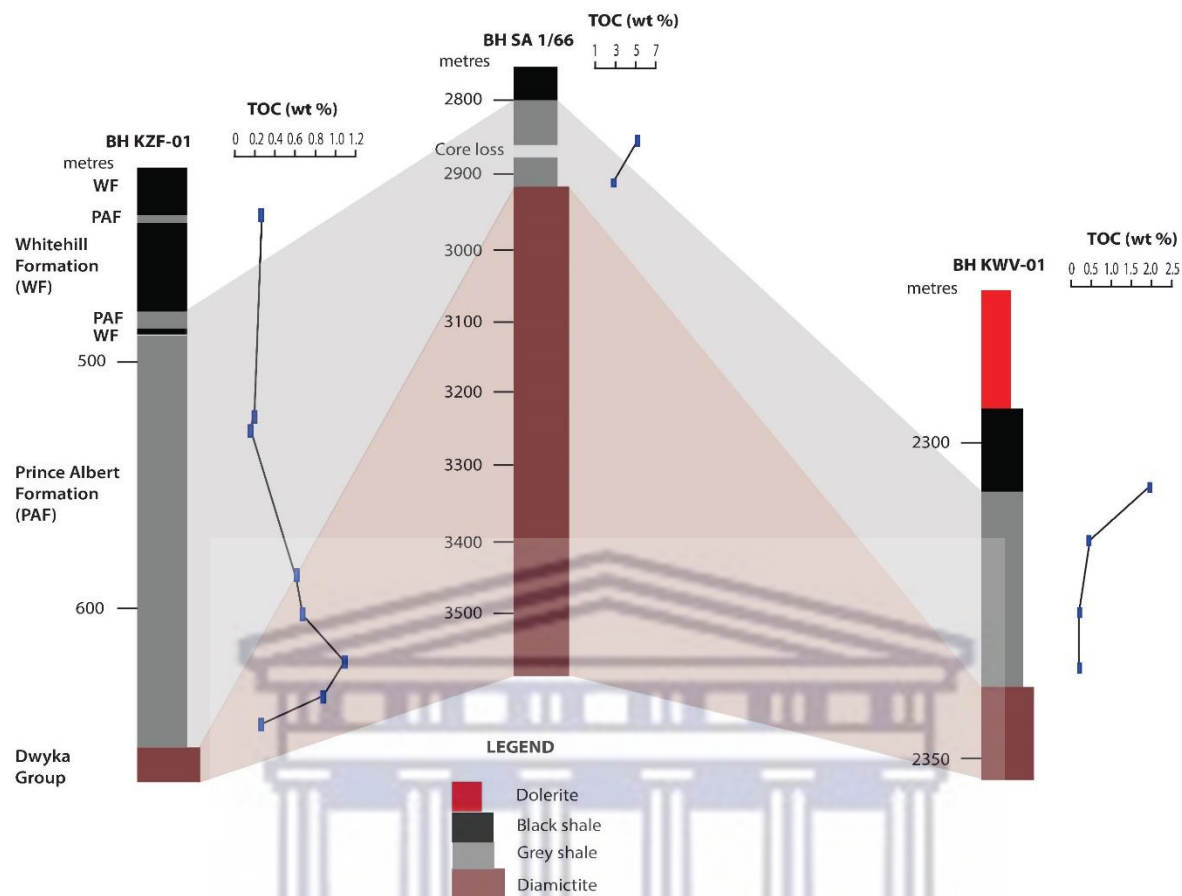 BH KZF-01
metres
TOC (wt %)
0 0.2 0.4 0.6 0.8 1.0 1.2
WF
PAF
Whitehill
Formation
(WF)
PAF
WF
500
Prince Albert
Formation
(PAF)
600
Dwyka
Group
BH SA 1/66
metres
TOC (wt %)
1 3 5 7
2800
Core loss
2900
3000
3100
3200
3300
3400
3500
BH KWV-01
metres
TOC (wt %)
0 0.5 1.0 1.5 2.0 2.5
2300
2350
LEGEND
Dolerite
Black shale
Grey shale
Diamictite